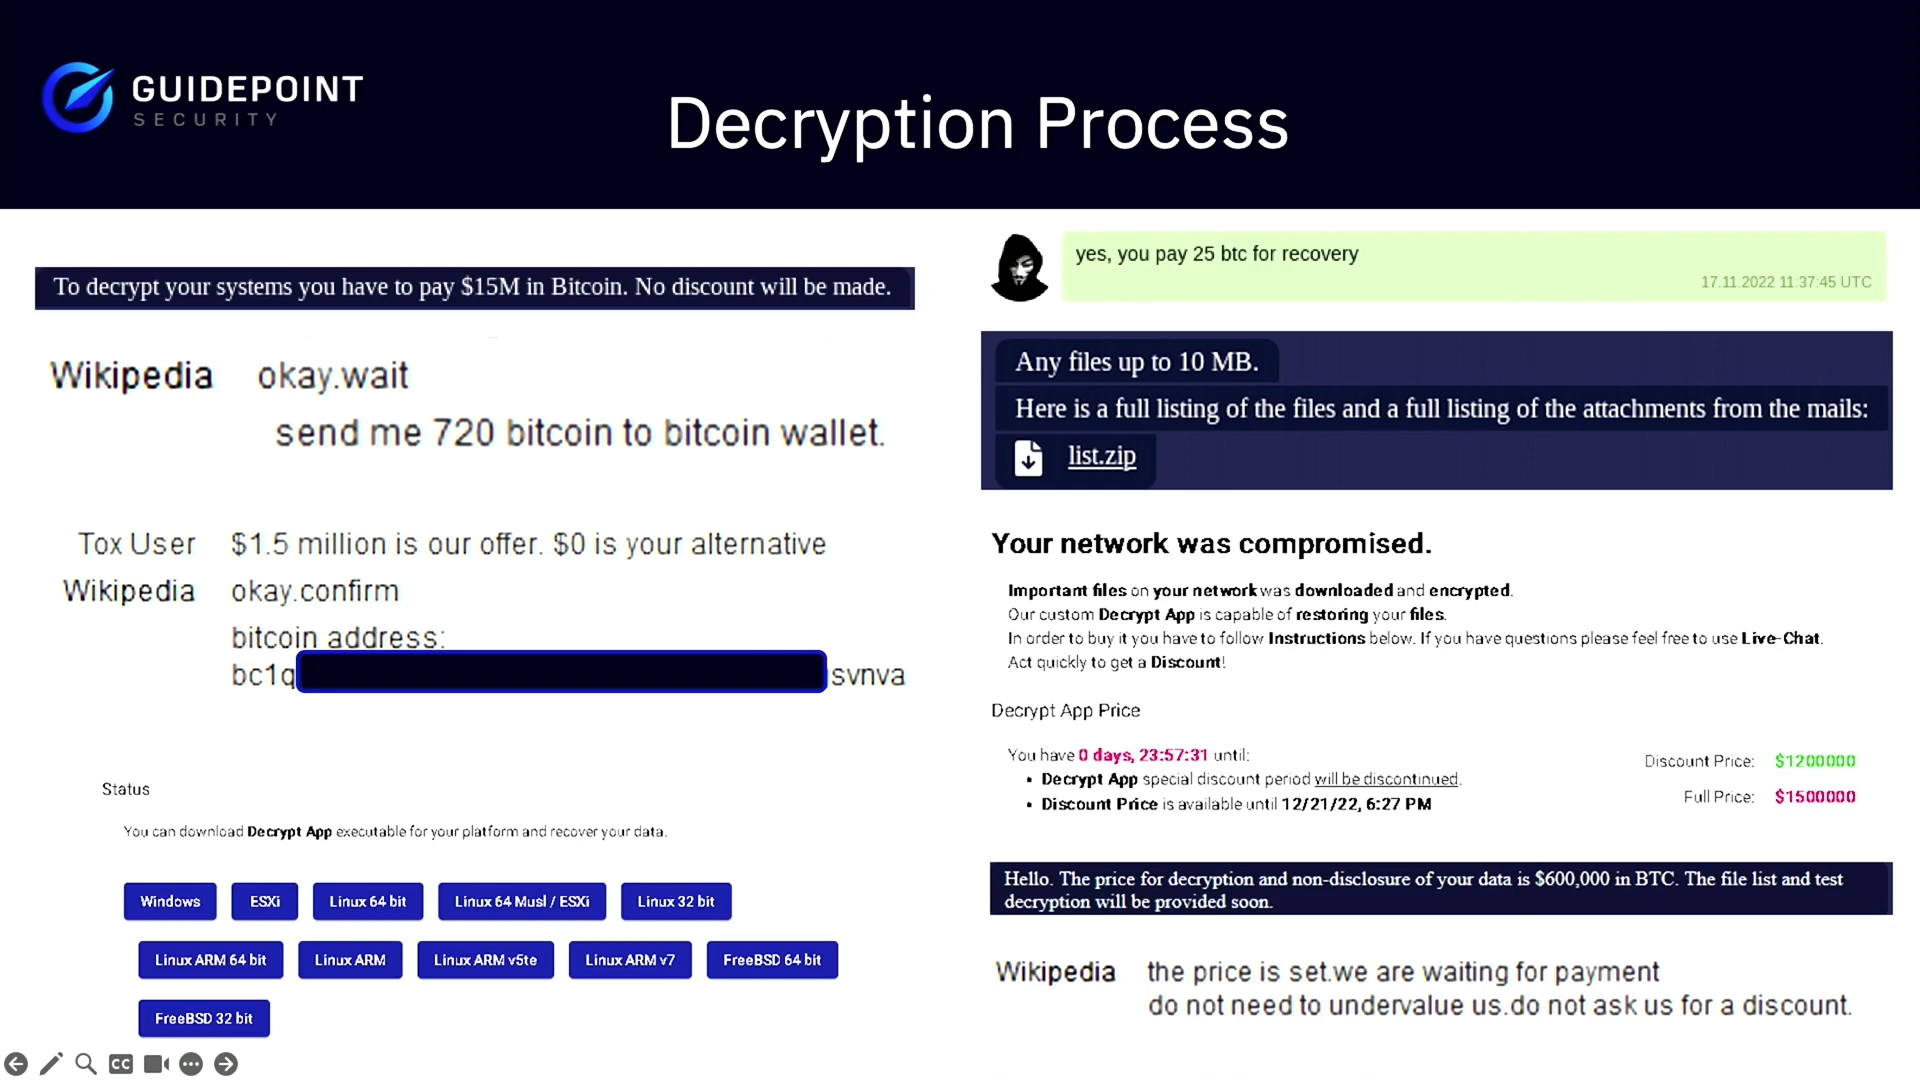 GUIDEPOINT
SECURITY
Decryption Process
To decrypt your systems you have to pay $15M in Bitcoin. No discount will be made.
Wikipedia okay.wait
send me 720 bitcoin to bitcoin wallet.
Tox User $1.5 million is our offer. $0 is your alternative
Wikipedia okay.confirm
bitcoin address:
bc1q svnva
Status
You can download Decrypt App executable for your platform and recover your data.
Windows ESXi Linux 64 bit Linux 64 Musl / ESXi Linux 32 bit
Linux ARM 64 bit Linux ARM Linux ARM v5te Linux ARM v7 FreeBSD 64 bit
FreeBSD 32 bit
yes, you pay 25 btc for recovery
17.11.2022 11:37:45 UTC
Any files up to 10 MB.
Here is a full listing of the files and a full listing of the attachments from the mails:
list.zip
Your network was compromised.
Important files on your network was downloaded and encrypted.
Our custom Decrypt App is capable of restoring your files.
In order to buy it you have to follow Instructions below. If you have questions please feel free to use Live-Chat.
Act quickly to get a Discount!
Decrypt App Price
You have 0 days, 23:57:31 until:
• Decrypt App special discount period will be discontinued.
• Discount Price is available until 12/21/22, 6:27 PM
Discount Price: $1200000
Full Price: $1500000
Hello. The price for decryption and non-disclosure of your data is $600,000 in BTC. The file list and test
decryption will be provided soon.
Wikipedia the price is set.we are waiting for payment
do not need to undervalue us.do not ask us for a discount.
CC